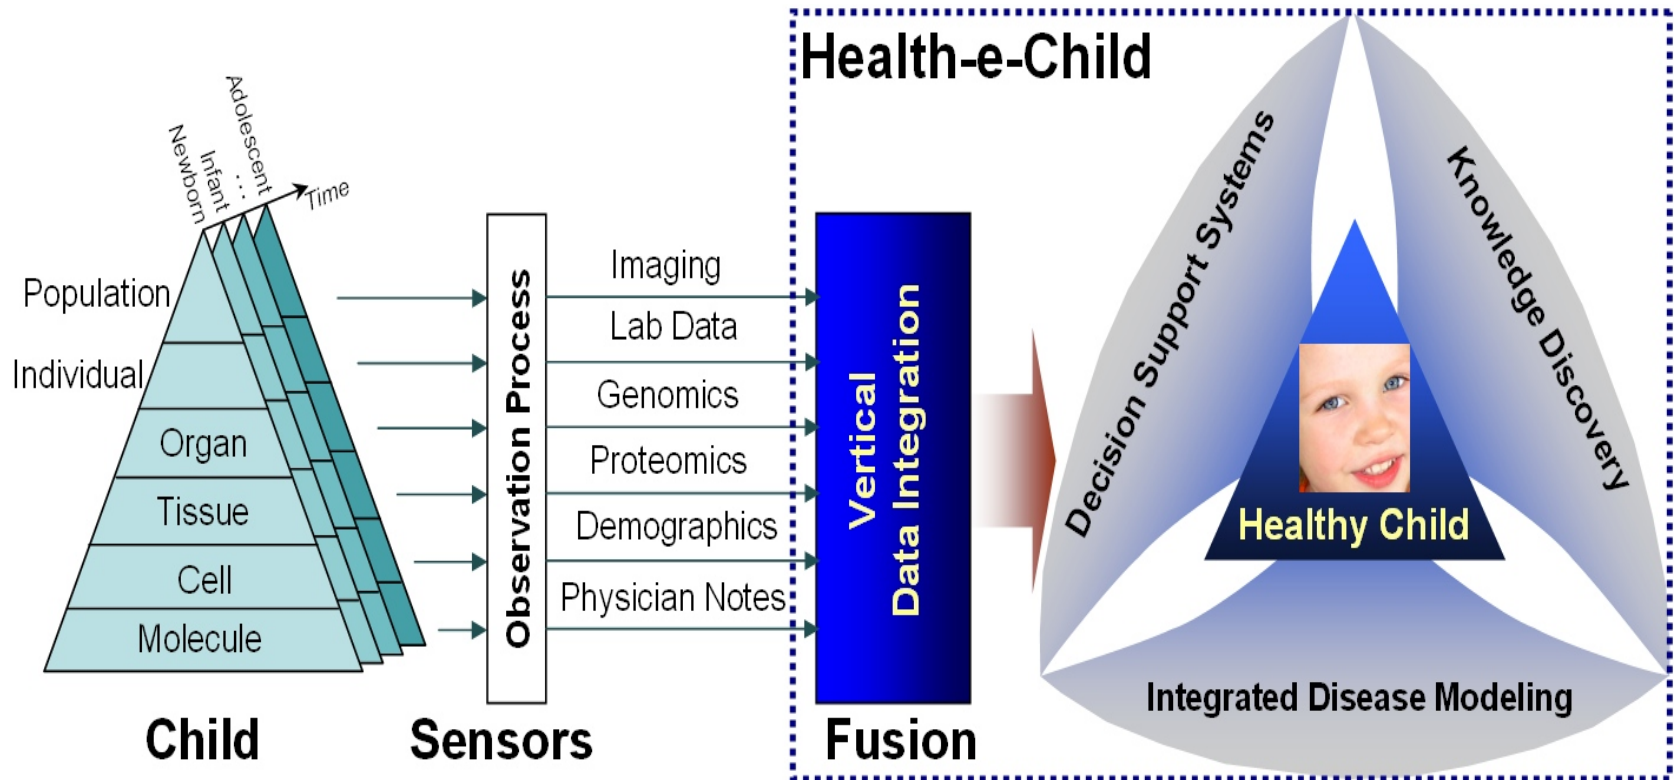 Health-e-Child
Newborn
Infant
...
Adolescent
Time
Population
Individual
Organ
Tissue
Cell
Molecule
Child
Observation Process
Sensors
Imaging
Lab Data
Genomics
Proteomics
Demographics
Physician Notes
Vertical
Data Integration
Fusion
Decision Support Systems
Knowledge Discovery
Healthy Child
Integrated Disease Modeling